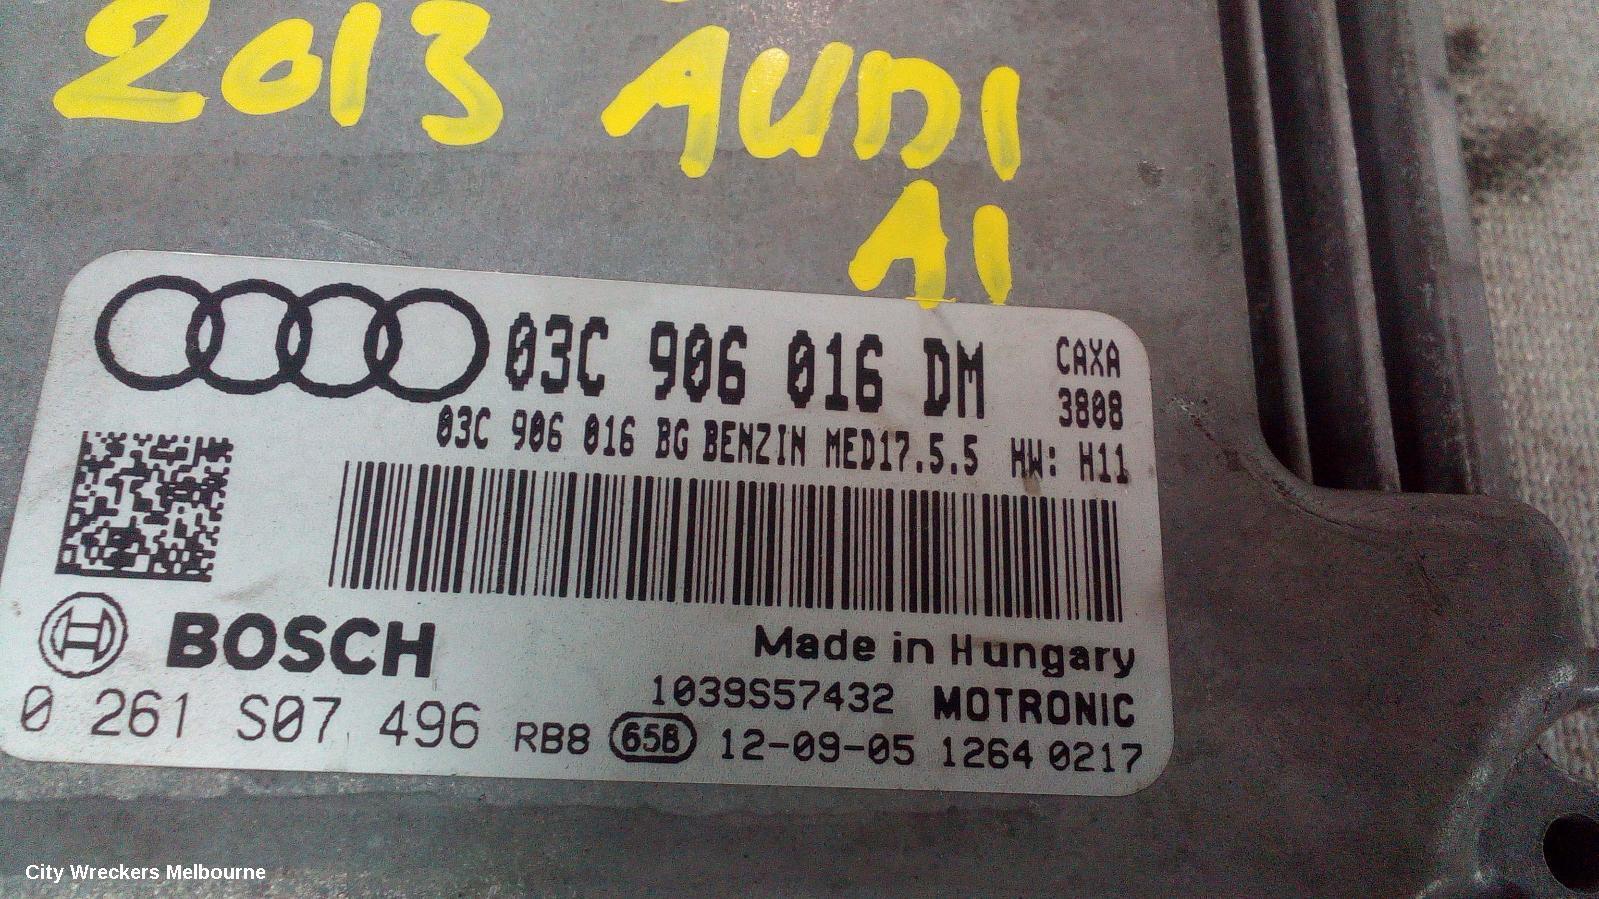 2013 AUDI
A1
03C 906 016 DM CAXA
3808
03C 906 016 BG BENZIN MED17.5.5 HW: H11
BOSCH
Made in Hungary
1039S57432 MOTRONIC
0 261 S07 496 RB8 65B 12-09-05 1264 0217
City Wreckers Melbourne